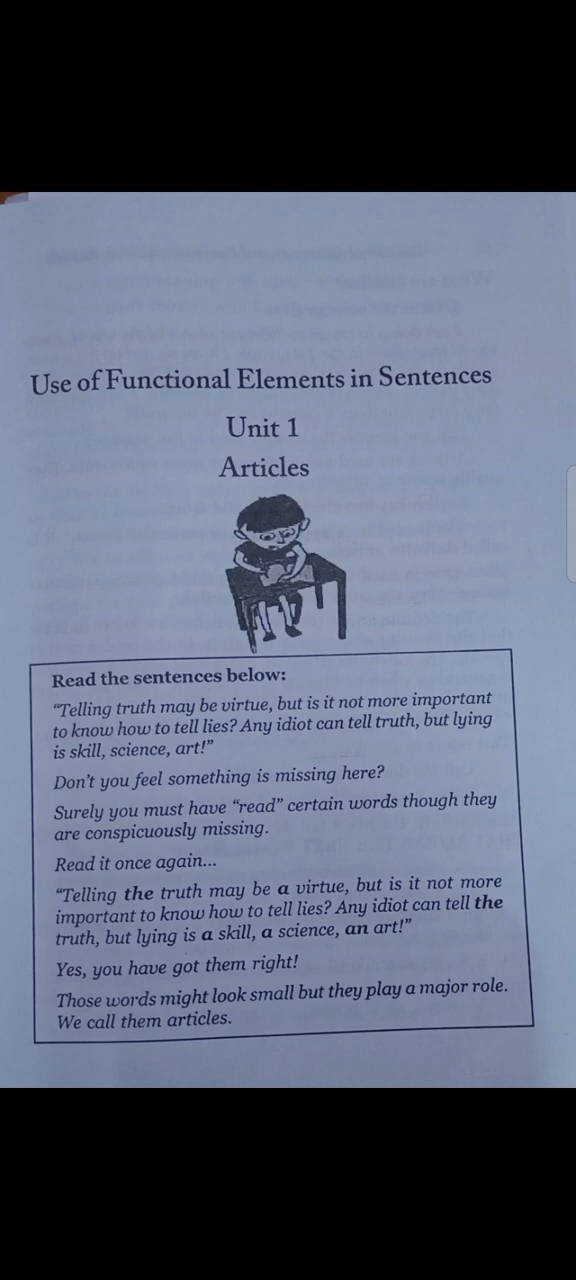 Use of Functional Elements in Sentences
Unit 1
Articles
Read the sentences below:
“Telling truth may be virtue, but is it not more important
to know how to tell lies? Any idiot can tell truth, but lying
is skill, science, art!”
Don’t you feel something is missing here?
Surely you must have “read” certain words though they
are conspicuously missing.
Read it once again...
“Telling the truth may be a virtue, but is it not more
important to know how to tell lies? Any idiot can tell the
truth, but lying is a skill, a science, an art!”
Yes, you have got them right!
Those words might look small but they play a major role.
We call them articles.